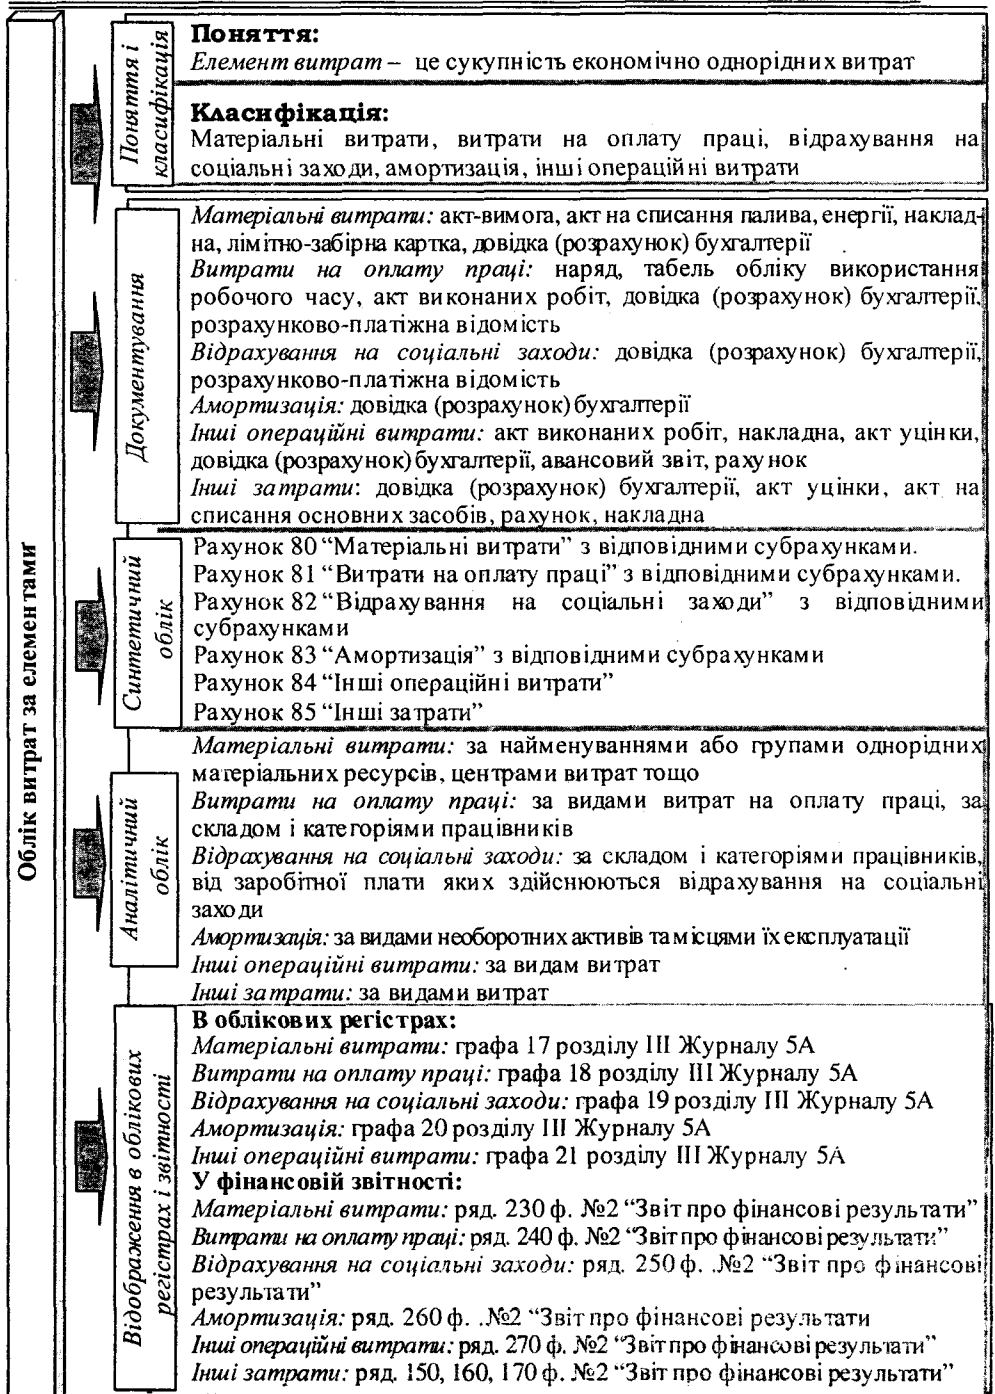 Облік витрат за елементами
Поняття і
класифікація
Поняття:
Елемент витрат – це сукупність економічно однорідних витрат
Класифікація:
Матеріальні витрати, витрати на оплату праці, відрахування на
соціальні заходи, амортизація, інші операційні витрати
Документування
Матеріальні витрати: акт-вимога, акт на списання палива, енергії, наклад-
на, лімітно-забірна картка, довідка (розрахунок) бухгалтерії
Витрати на оплату праці: наряд, табель обліку використання
робочого часу, акт виконаних робіт, довідка (розрахунок) бухгалтерії,
розрахунково-платіжна відомість
Відрахування на соціальні заходи: довідка (розрахунок) бухгалтерії,
розрахунково-платіжна відомість
Амортизація: довідка (розрахунок) бухгалтерії
Інші операційні витрати: акт виконаних робіт, накладна, акт уцінки,
довідка (розрахунок) бухгалтерії, авансовий звіт, рахунок
Інші затрати: довідка (розрахунок) бухгалтерії, акт уцінки, акт на
списання основних засобів, рахунок, накладна
Синтетичний
облік
Рахунок 80 “Матеріальні витрати” з відповідними субрахунками.
Рахунок 81 “Витрати на оплату праці” з відповідними субрахунками.
Рахунок 82 “Відрахування на соціальні заходи” з відповідними
субрахунками
Рахунок 83 “Амортизація” з відповідними субрахунками
Рахунок 84 “Інші операційні витрати”
Рахунок 85 “Інші затрати”
Аналітичний
облік
Матеріальні витрати: за найменуваннями або групами однорідних
матеріальних ресурсів, центрами витрат тощо
Витрати на оплату праці: за видами витрат на оплату праці, за
складом і категоріями працівників
Відрахування на соціальні заходи: за складом і категоріями працівників,
від заробітної плати яких здійснюються відрахування на соціальні
заходи
Амортизація: за видами необоротних активів та місцями їх експлуатації
Інші операційні витрати: за видам витрат
Інші затрати: за видами витрат
Відображення в облікових
регістрах і звітності
В облікових регістрах:
Матеріальні витрати: графа 17 розділу III Журналу 5А
Витрати на оплату праці: графа 18 розділу III Журналу 5А
Відрахування на соціальні заходи: графа 19 розділу III Журналу 5А
Амортизація: графа 20 розділу III Журналу 5А
Інші операційні витрати: графа 21 розділу III Журналу 5А
У фінансовій звітності:
Матеріальні витрати: ряд. 230 ф. №2 “Звіт про фінансові результати”
Витрати на оплату праці: ряд. 240 ф. №2 “Звіт про фінансові результати”
Відрахування на соціальні заходи: ряд. 250 ф. .№2 “Звіт про фінансові
результати”
Амортизація: ряд. 260 ф. .№2 “Звіт про фінансові результати
Інші операційні витрати: ряд. 270 ф. №2 “Звіт про фінансові результати”
Інші затрати: ряд. 150, 160, 170 ф. №2 “Звіт про фінансові результати”